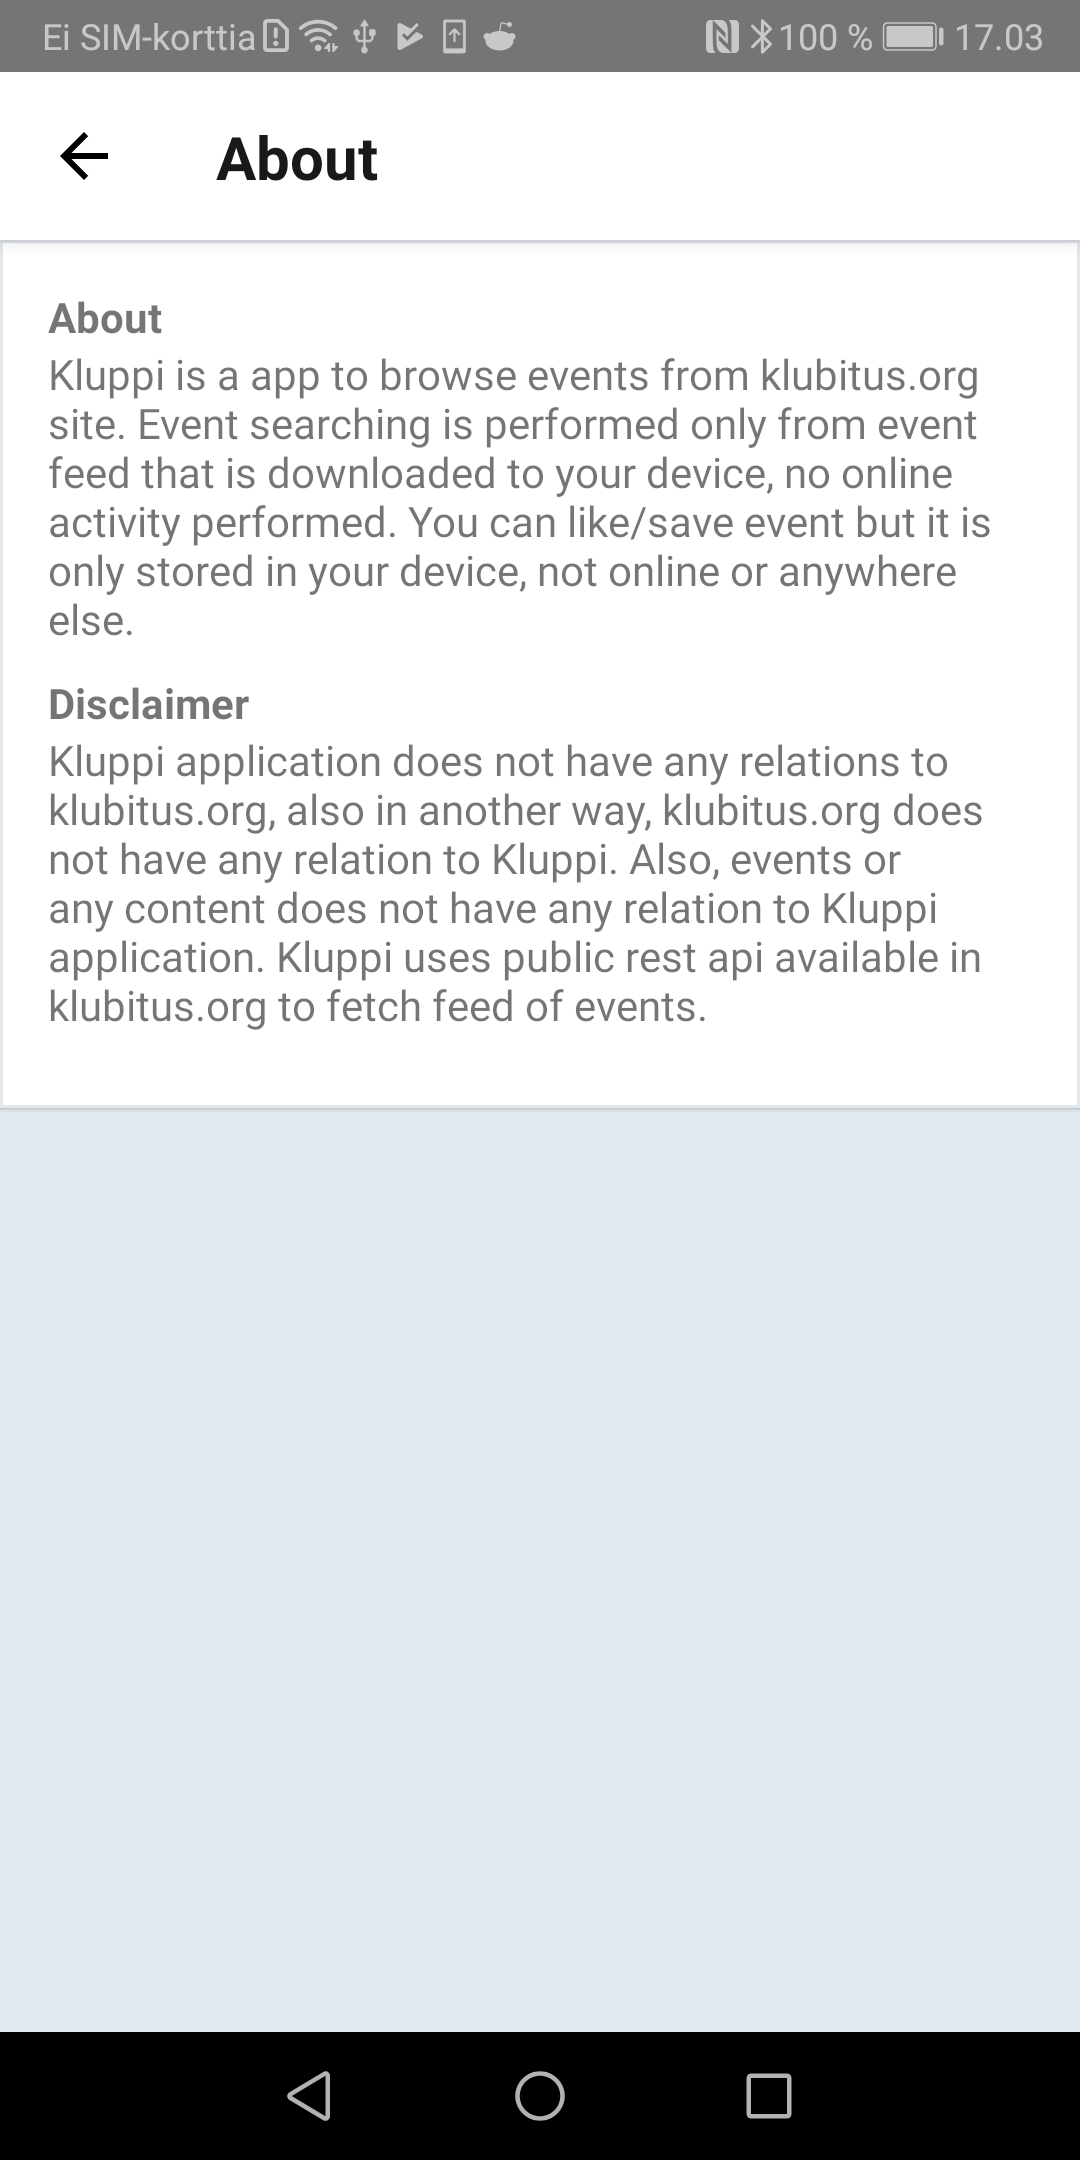 Ei SIM-korttia 100 % 17.03
About
About
Kluppi is a app to browse events from klubitus.org
site. Event searching is performed only from event
feed that is downloaded to your device, no online
activity performed. You can like/save event but it is
only stored in your device, not online or anywhere
else.
Disclaimer
Kluppi application does not have any relations to
klubitus.org, also in another way, klubitus.org does
not have any relation to Kluppi. Also, events or
any content does not have any relation to Kluppi
application. Kluppi uses public rest api available in
klubitus.org to fetch feed of events.